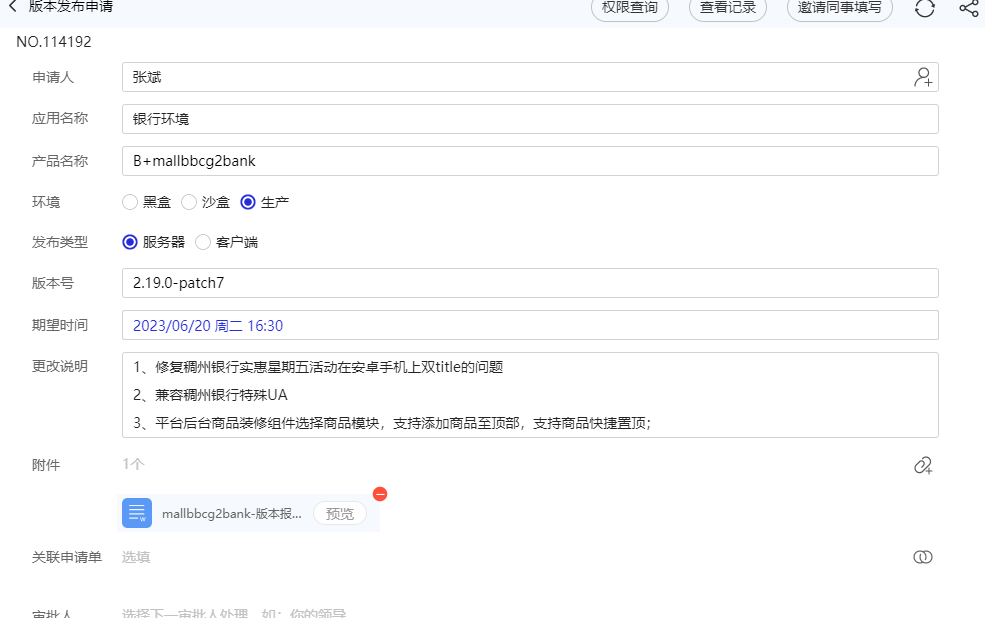 版本发布申请 权限查询 查看记录 邀请同事填写
NO.114192
申请人 张斌
应用名称 银行环境
产品名称 B+mallbbcg2bank
环境 黑盒 沙盒 生产
发布类型 服务器 客户端
版本号 2.19.0-patch7
期望时间 2023/06/20 周二 16:30
更改说明 1、修复稠州银行实惠星期五活动在安卓手机上双title的问题
2、兼容稠州银行特殊UA
3、平台后台商品装修组件选择商品模块，支持添加商品至顶部，支持商品快捷置顶；
附件 1个
mallbbcg2bank-版本报... 预览
关联申请单 选填
审批人 选择下一审批人处理，如：你的领导